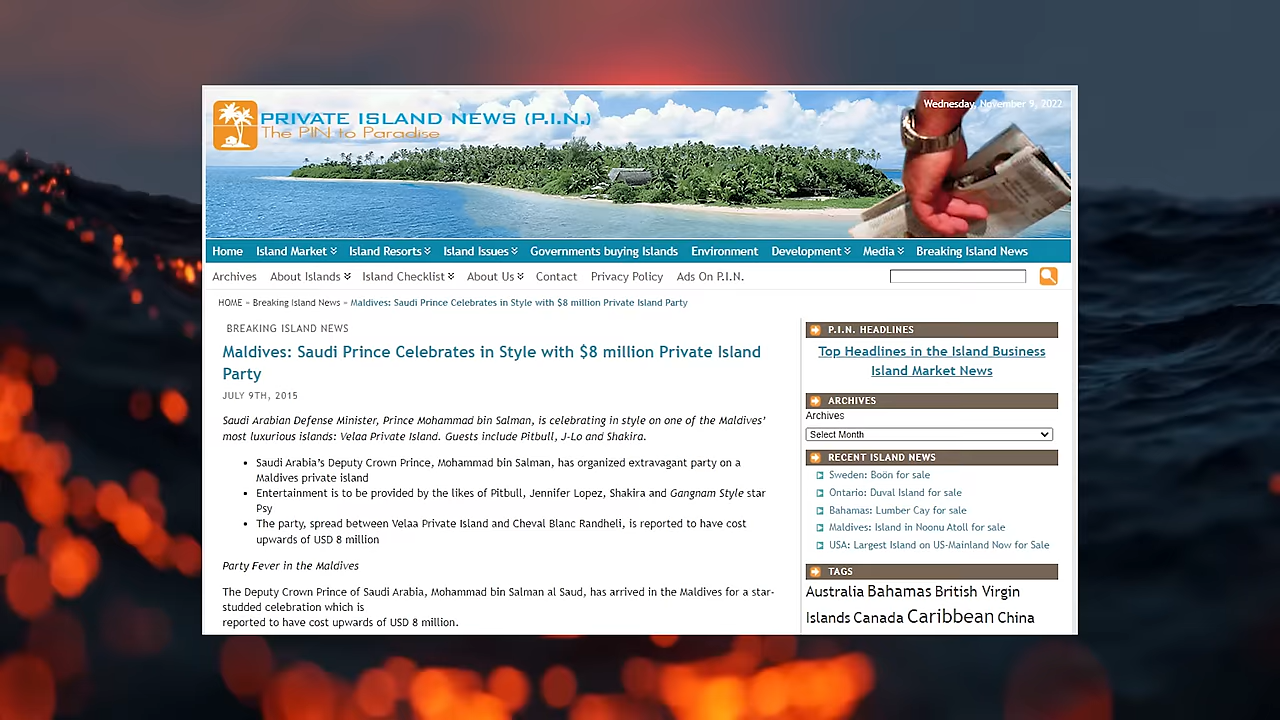 Wednesday, November 9, 2022
PRIVATE ISLAND NEWS (P.I.N.)
The PIN to Paradise
Home Island Market Island Resorts Island Issues Governments buying Islands Environment Development Media Breaking Island News
Archives About Islands Island Checklist About Us Contact Privacy Policy Ads On P.I.N.
HOME » Breaking Island News » Maldives: Saudi Prince Celebrates in Style with $8 million Private Island Party
BREAKING ISLAND NEWS
Maldives: Saudi Prince Celebrates in Style with $8 million Private Island
Party
JULY 9TH, 2015
Saudi Arabian Defense Minister, Prince Mohammad bin Salman, is celebrating in style on one of the Maldives'
most luxurious islands: Velaa Private Island. Guests include Pitbull, J-Lo and Shakira.
• Saudi Arabia's Deputy Crown Prince, Mohammad bin Salman, has organized extravagant party on a
Maldives private island
• Entertainment is to be provided by the likes of Pitbull, Jennifer Lopez, Shakira and Gangnam Style star
Psy
• The party, spread between Velaa Private Island and Cheval Blanc Randheli, is reported to have cost
upwards of USD 8 million
Party Fever in the Maldives
The Deputy Crown Prince of Saudi Arabia, Mohammad bin Salman al Saud, has arrived in the Maldives for a star-
studded celebration which is
reported to have cost upwards of USD 8 million.
P.I.N. HEADLINES
Top Headlines in the Island Business
Island Market News
ARCHIVES
Archives
Select Month
RECENT ISLAND NEWS
Sweden: Boön for sale
Ontario: Duval Island for sale
Bahamas: Lumber Cay for sale
Maldives: Island in Noonu Atoll for sale
USA: Largest Island on US-Mainland Now for Sale
TAGS
Australia Bahamas British Virgin
Islands Canada Caribbean China